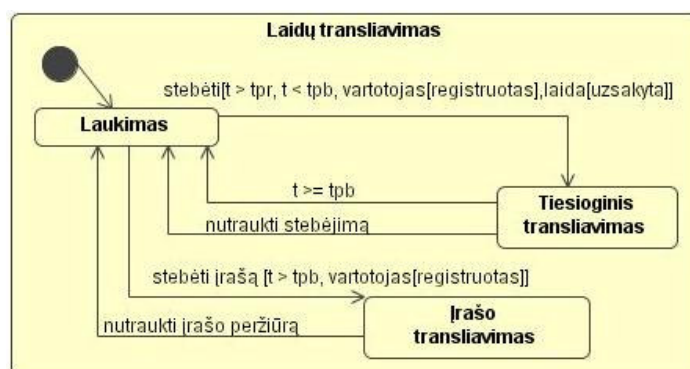 Laidų transliavimas
stebėti[t > tpr, t < tpb, vartotojas[registruotas],laida[uzsakyta]]
Laukimas
t >= tpb
Tiesioginis
transliavimas
nutraukti stebėjimą
stebėti įrašą [t > tpb, vartotojas[registruotas]]
Įrašo
transliavimas
nutraukti įrašo peržiūrą